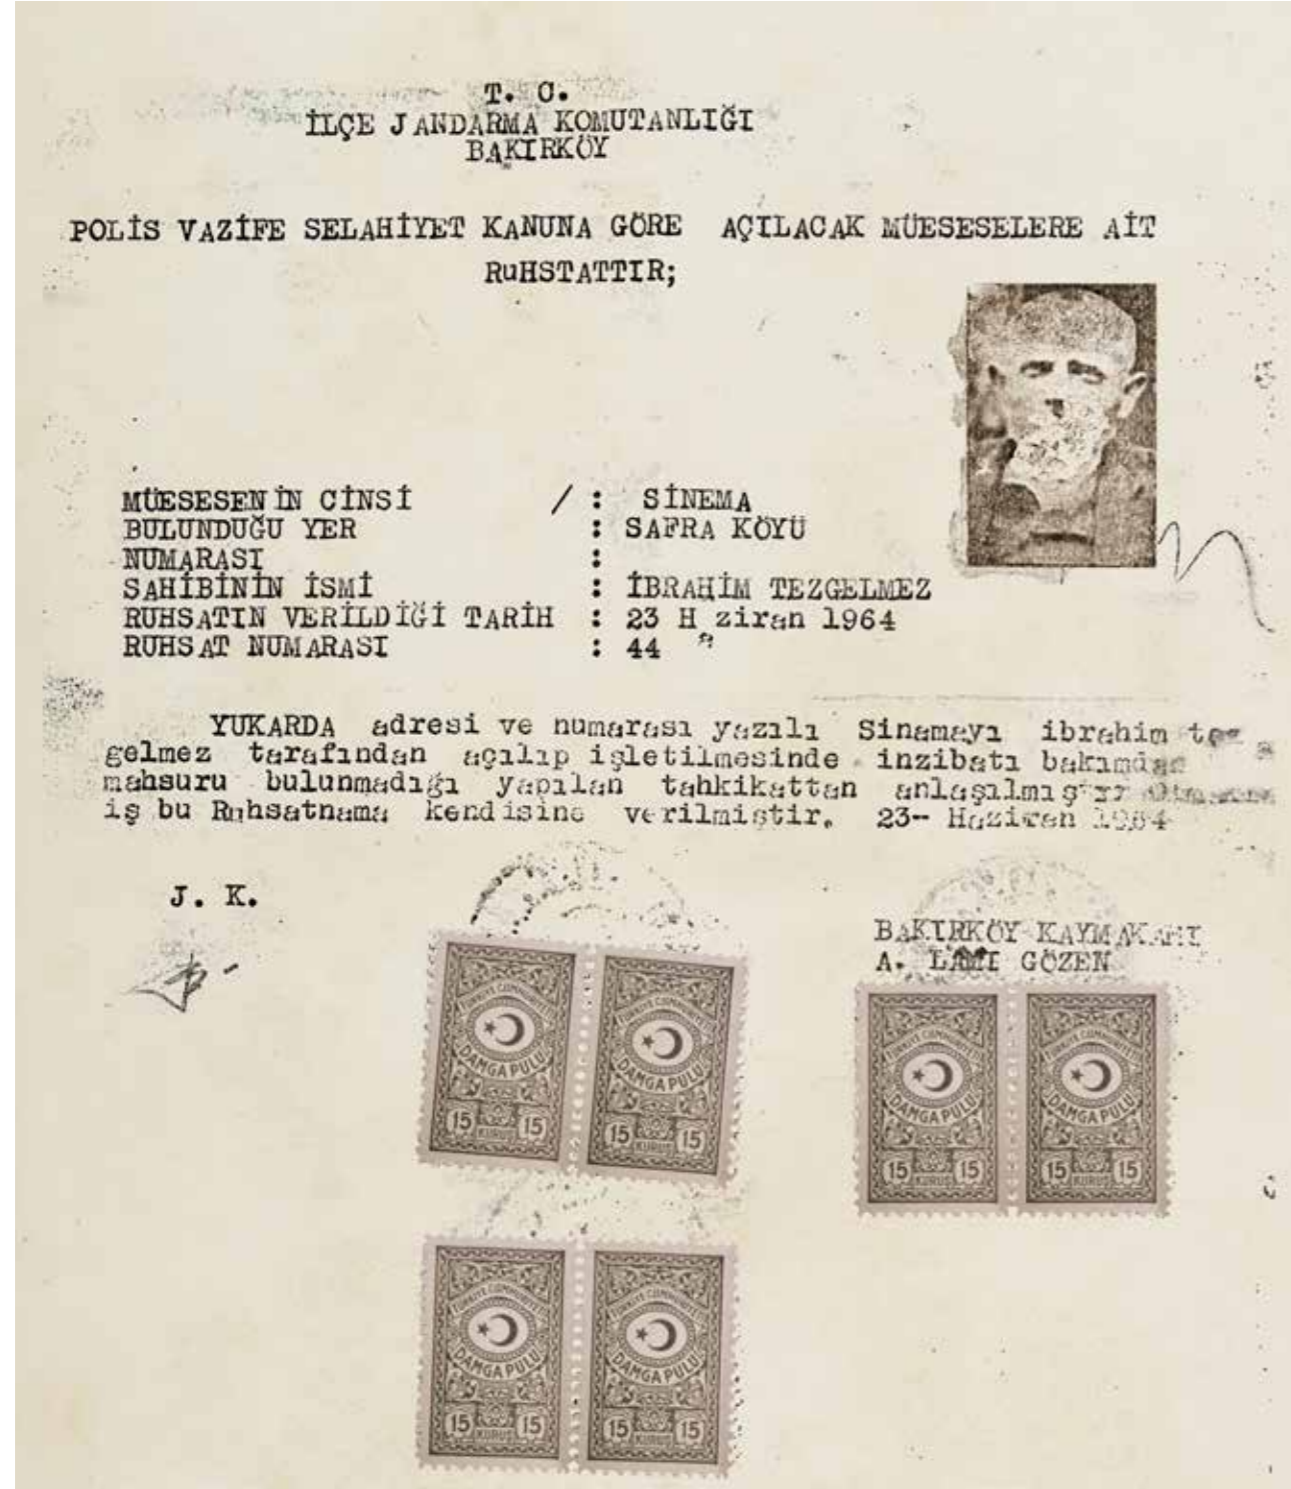 T. C.
İLÇE JANDARMA KOMUTANLIĞI
BAKIRKÖY
POLİS VAZİFE SELAHİYET KANUNA GÖRE AÇILACAK MÜESESELERE AİT
RuHSTATTIR;
MÜESESENİN CİNSİ / : SİNEMA
BULUNDUĞU YER : SAFRA KÖYÜ
NUMARASI :
SAHİBİNİN İSMİ : İBRAHİM TEZGELMEZ
RUHSATIN VERİLDİĞİ TARİH : 23 Haziran 1964
RUHSAT NUMARASI : 44
YUKARDA adresi ve numarası yazılı Sinamayı ibrahim tez
gelmez tarafından açılıp işletilmesinde inzibatı bakımdan
mahsuru bulunmadığı yapılan tahkikattan
iş bu Ruhsatnama kendisine verilmiştir. 23-- Haziran 1964
J. K.
BAKIRKÖY KAYMAKAMI
A. LAMİ GÖZEN
TÜRKİYE CUMHURİYETİ
DAMGA PULU
15 KURUŞ 15
TÜRKİYE CUMHURİYETİ
DAMGA PULU
15 KURUŞ 15
TÜRKİYE CUMHURİYETİ
DAMGA PULU
15 KURUŞ 15
TÜRKİYE CUMHURİYETİ
DAMGA PULU
15 KURUŞ 15
TÜRKİYE CUMHURİYETİ
DAMGA PULU
15 KURUŞ 15
TÜRKİYE CUMHURİYETİ
DAMGA PULU
15 KURUŞ 15